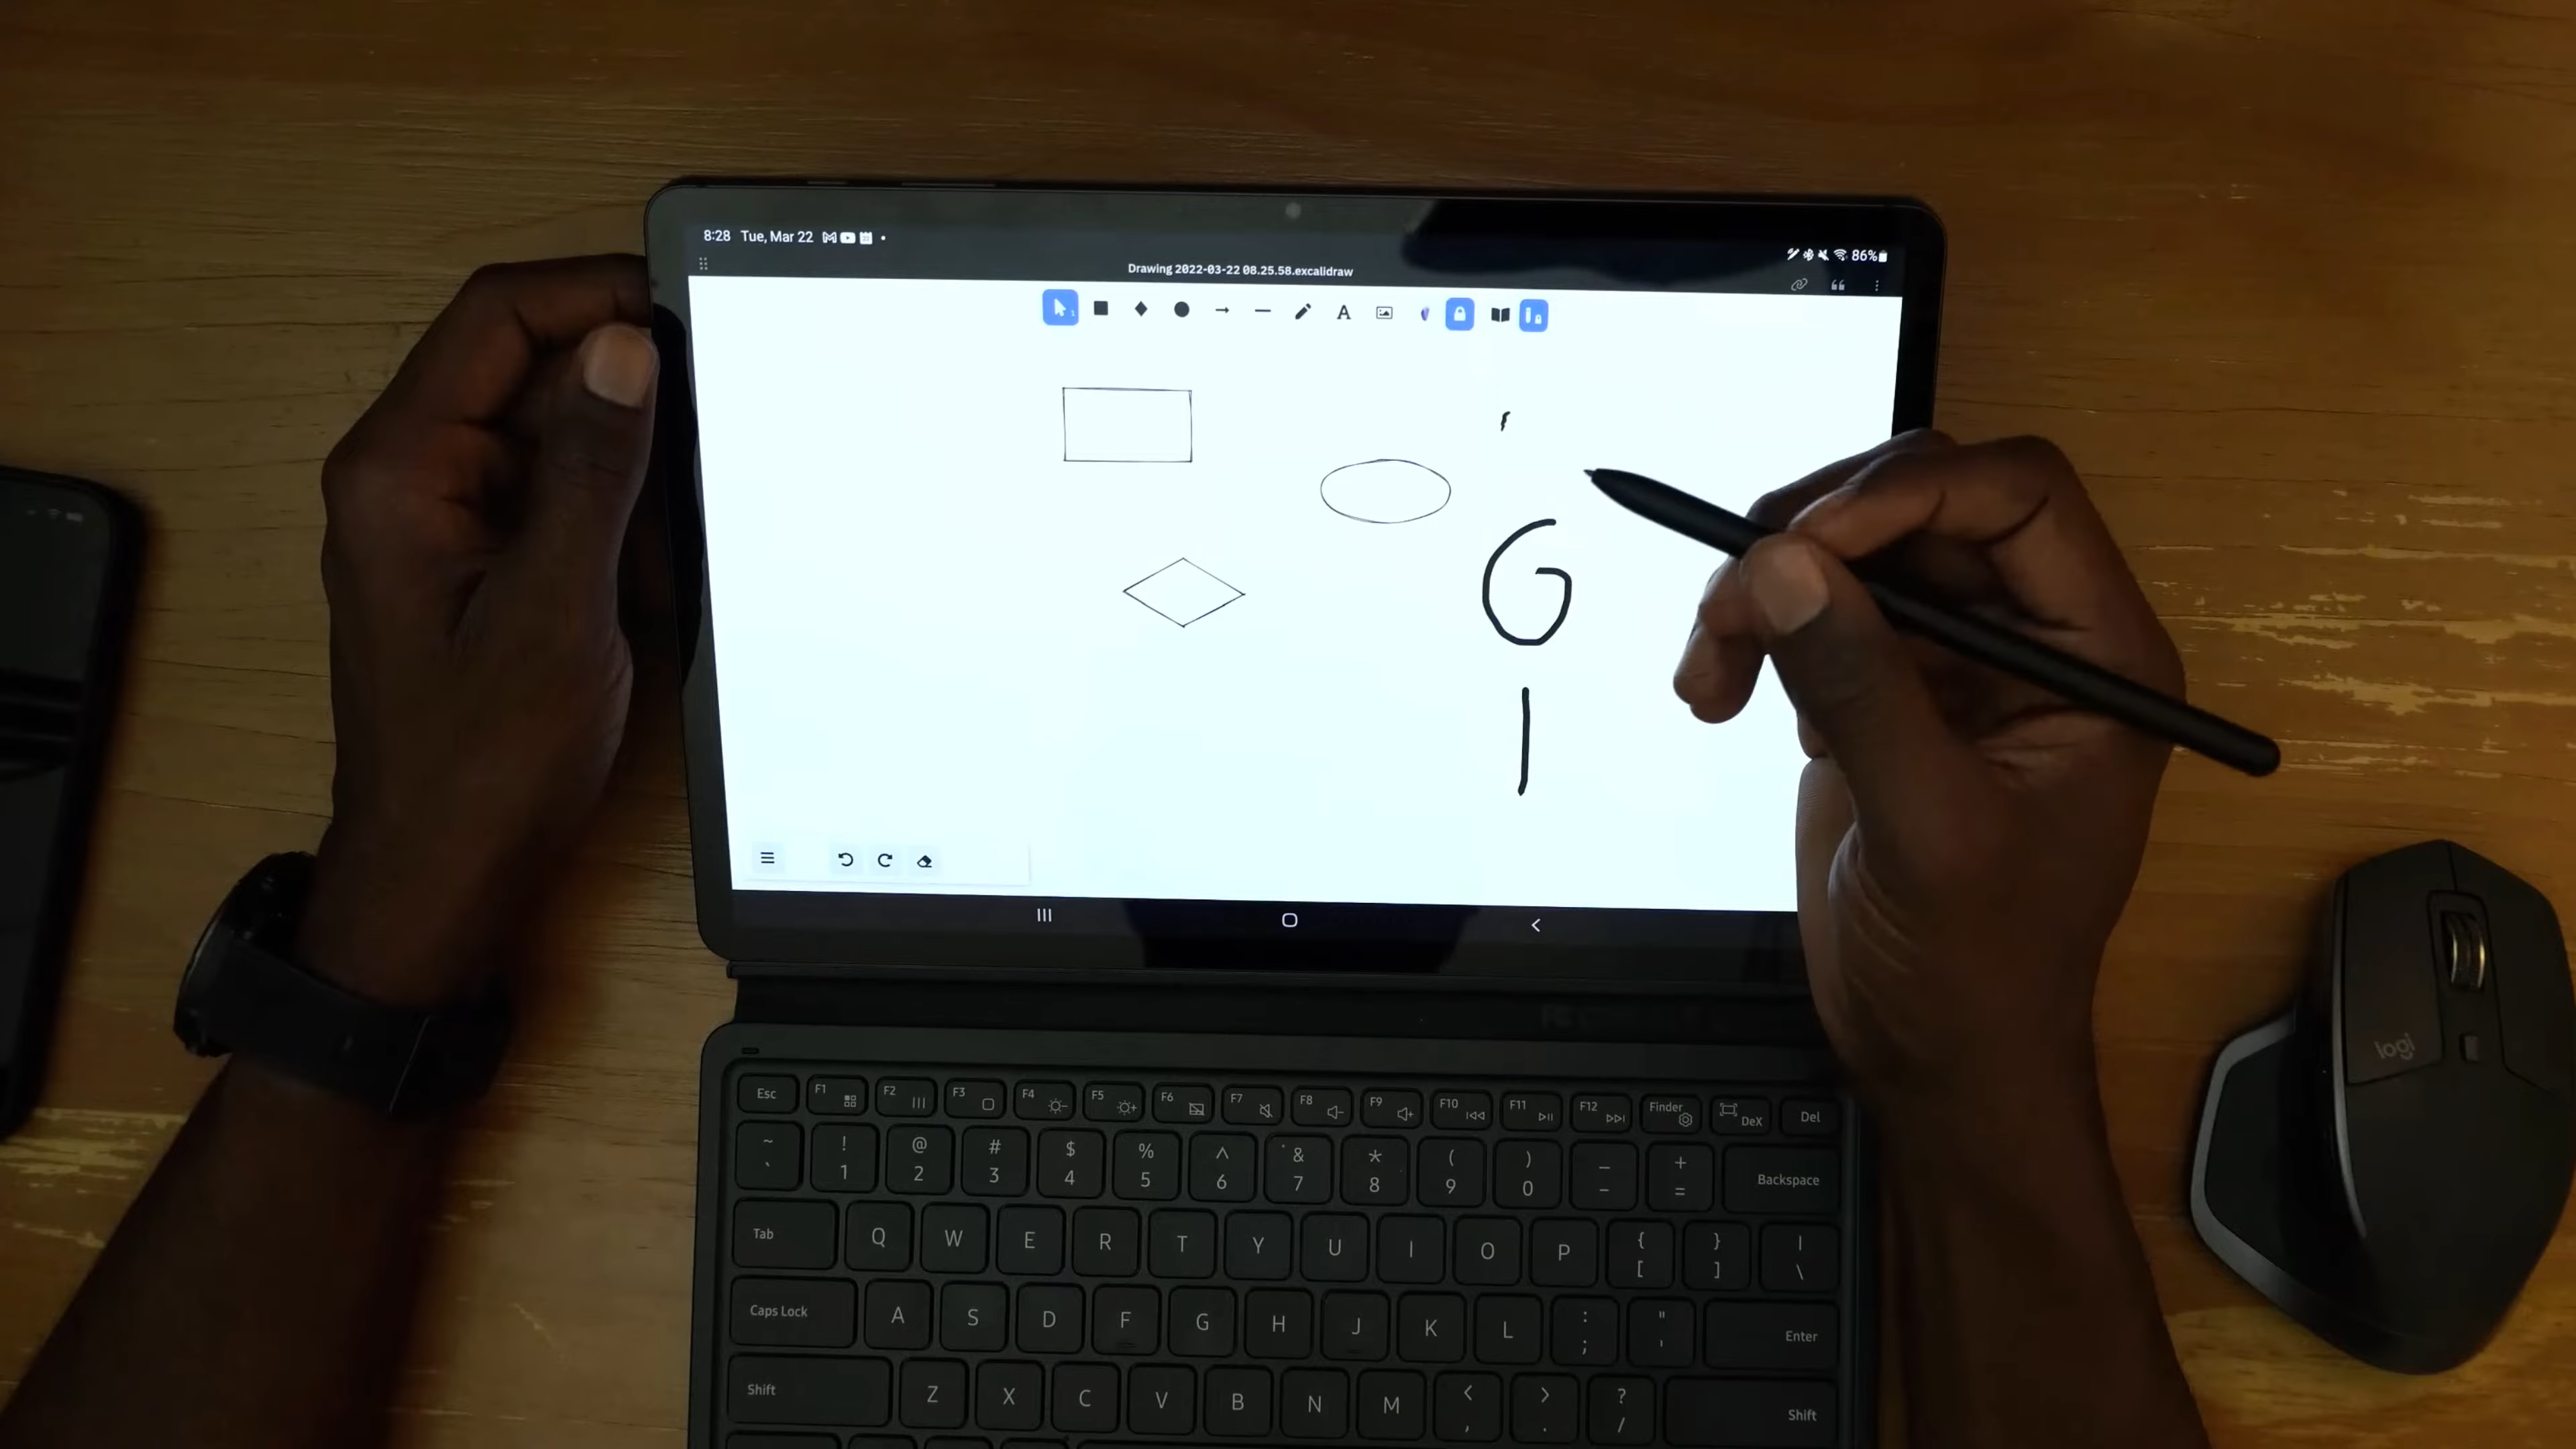 8:28 Tue, Mar 22
86%
Drawing 2022-03-22 08.25.58.excalidraw
1
A
G
|
logi
Esc F1 F2 F3 F4 F5 F6 F7 F8 F9 F10 F11 F12 Finder DeX Del
~ ! @ # $ % ^ & * ( ) _ +
` 1 2 3 4 5 6 7 8 9 0 - = Backspace
Tab Q W E R T Y U I O P { [ } ] | \
Caps Lock A S D F G H J K L : ; " ' Enter
Shift Z X C V B N M < , > . ? / Shift